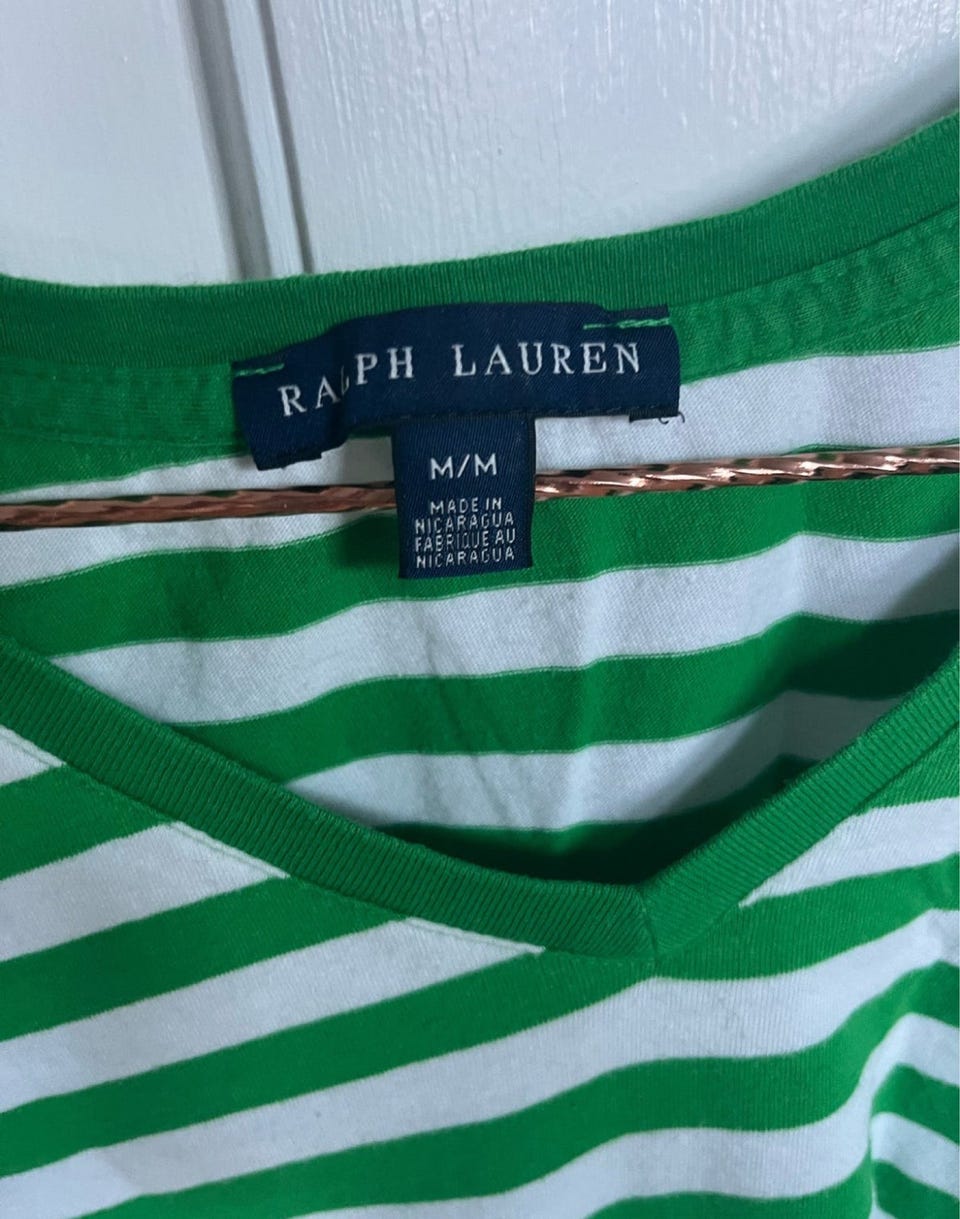 RALPH LAUREN
M/M
MADE IN
NICARAGUA
FABRIQUE AU
NICARAGUA